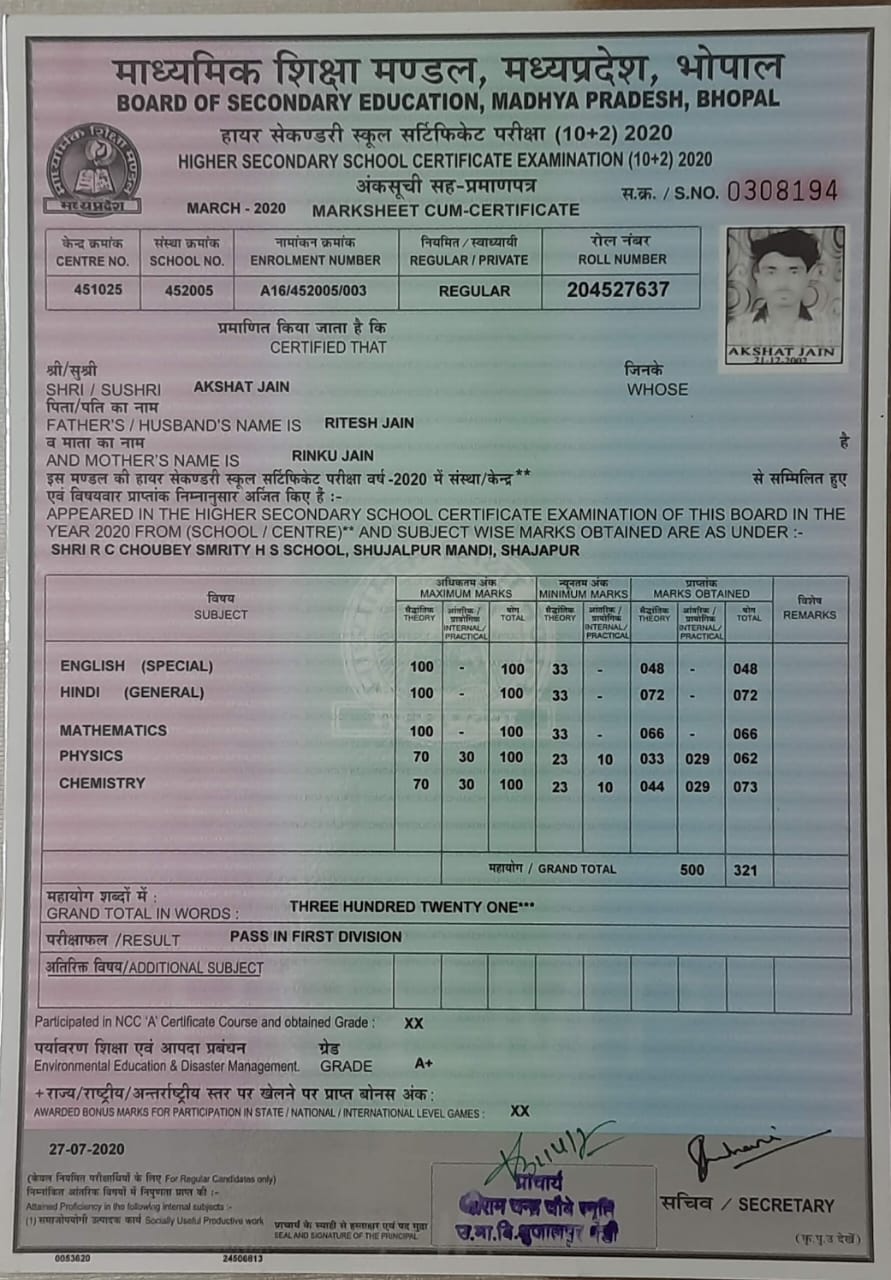 माध्यमिक शिक्षा मण्डल, मध्यप्रदेश, भोपाल
BOARD OF SECONDARY EDUCATION, MADHYA PRADESH, BHOPAL
हायर सेकण्डरी स्कूल सर्टिफिकेट परीक्षा (10+2) 2020
HIGHER SECONDARY SCHOOL CERTIFICATE EXAMINATION (10+2) 2020
अंकसूची सह-प्रमाणपत्र
स.क्र. / S.NO. 0308194
MARCH - 2020 MARKSHEET CUM-CERTIFICATE
माध्यमिक शिक्षा मण्डल
मध्यप्रदेश
केन्द्र क्रमांक संस्था क्रमांक नामांकन क्रमांक नियमित / स्वाध्यायी रोल नंबर
CENTRE NO. SCHOOL NO. ENROLMENT NUMBER REGULAR / PRIVATE ROLL NUMBER
451025 452005 A16/452005/003 REGULAR 204527637
AKSHAT JAIN
21-12-2002
प्रमाणित किया जाता है कि
CERTIFIED THAT
श्री/सुश्री जिनके
SHRI / SUSHRI AKSHAT JAIN WHOSE
पिता/पति का नाम
FATHER'S / HUSBAND'S NAME IS RITESH JAIN
व माता का नाम है
AND MOTHER'S NAME IS RINKU JAIN
इस मण्डल की हायर सेकण्डरी स्कूल सर्टिफिकेट परीक्षा वर्ष-2020 में संस्था/केन्द्र** से सम्मिलित हुए
एवं विषयवार प्राप्तांक निम्नानुसार अर्जित किए है :-
APPEARED IN THE HIGHER SECONDARY SCHOOL CERTIFICATE EXAMINATION OF THIS BOARD IN THE
YEAR 2020 FROM (SCHOOL / CENTRE)** AND SUBJECT WISE MARKS OBTAINED ARE AS UNDER :-
SHRI R C CHOUBEY SMRITY H S SCHOOL, SHUJALPUR MANDI, SHAJAPUR
विषय अधिकतम अंक न्यूनतम अंक प्राप्तांक विशेष
SUBJECT MAXIMUM MARKS MINIMUM MARKS MARKS OBTAINED REMARKS
सैद्धांतिक आंतरिक / प्रायोगिक योग सैद्धांतिक आंतरिक / प्रायोगिक सैद्धांतिक आंतरिक / प्रायोगिक योग
THEORY INTERNAL/ PRACTICAL TOTAL THEORY INTERNAL/ PRACTICAL THEORY INTERNAL/ PRACTICAL TOTAL
ENGLISH (SPECIAL) 100 - 100 33 - 048 - 048
HINDI (GENERAL) 100 - 100 33 - 072 - 072
MATHEMATICS 100 - 100 33 - 066 - 066
PHYSICS 70 30 100 23 10 033 029 062
CHEMISTRY 70 30 100 23 10 044 029 073
महायोग / GRAND TOTAL 500 321
महायोग शब्दों में :
GRAND TOTAL IN WORDS : THREE HUNDRED TWENTY ONE***
परीक्षाफल /RESULT PASS IN FIRST DIVISION
अतिरिक्त विषय/ADDITIONAL SUBJECT
Participated in NCC 'A' Certificate Course and obtained Grade : XX
पर्यावरण शिक्षा एवं आपदा प्रबंधन ग्रेड
Environmental Education & Disaster Management. GRADE A+
+राज्य/राष्ट्रीय/अन्तर्राष्ट्रीय स्तर पर खेलने पर प्राप्त बोनस अंक :
AWARDED BONUS MARKS FOR PARTICIPATION IN STATE / NATIONAL / INTERNATIONAL LEVEL GAMES : XX
27-07-2020
(केवल नियमित परीक्षार्थियों के लिए For Regular Candidates only)
निम्नांकित आंतरिक विषयों में निपुणता प्राप्त की :-
Attained Proficiency in the following internal subjects :-
(1) समाजोपयोगी उत्पादक कार्य Socially Useful Productive work
प्राचार्य के स्याही से हस्ताक्षर एवं पद मुद्रा
SEAL AND SIGNATURE OF THE PRINCIPAL
प्राचार्य
उ.मा.वि.शुजालपुर मंडी
सचिव / SECRETARY
(कृ.पृ.उ देखें)
0053620 24506813